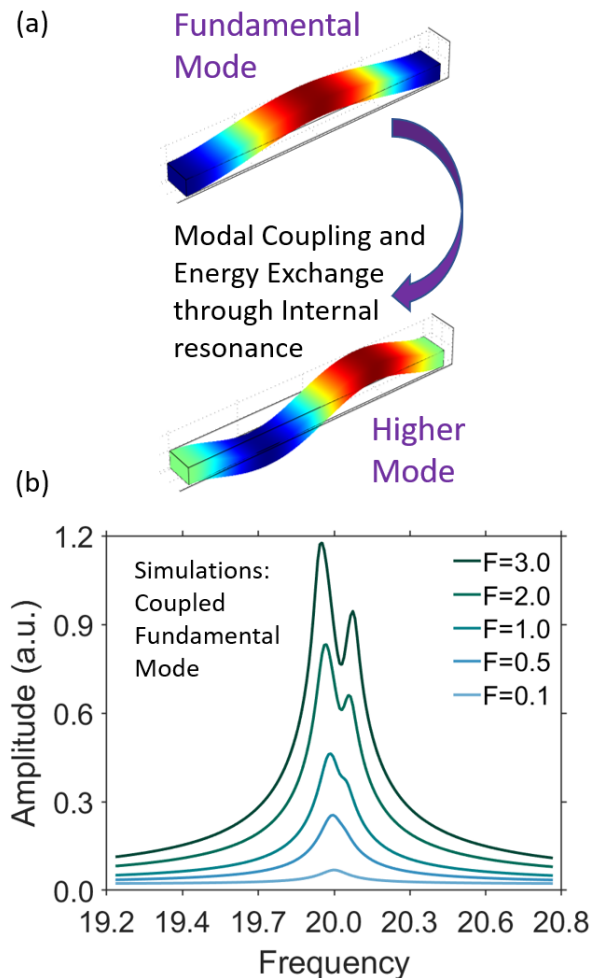 (a)
Fundamental
Mode
Modal Coupling and
Energy Exchange
through Internal
resonance
Higher
Mode
(b)
1.2
0.9
0.6
0.3
0.0
Amplitude (a.u.)
Simulations:
Coupled
Fundamental
Mode
F=3.0
F=2.0
F=1.0
F=0.5
F=0.1
19.2 19.4 19.7 20.0 20.3 20.6 20.8
Frequency